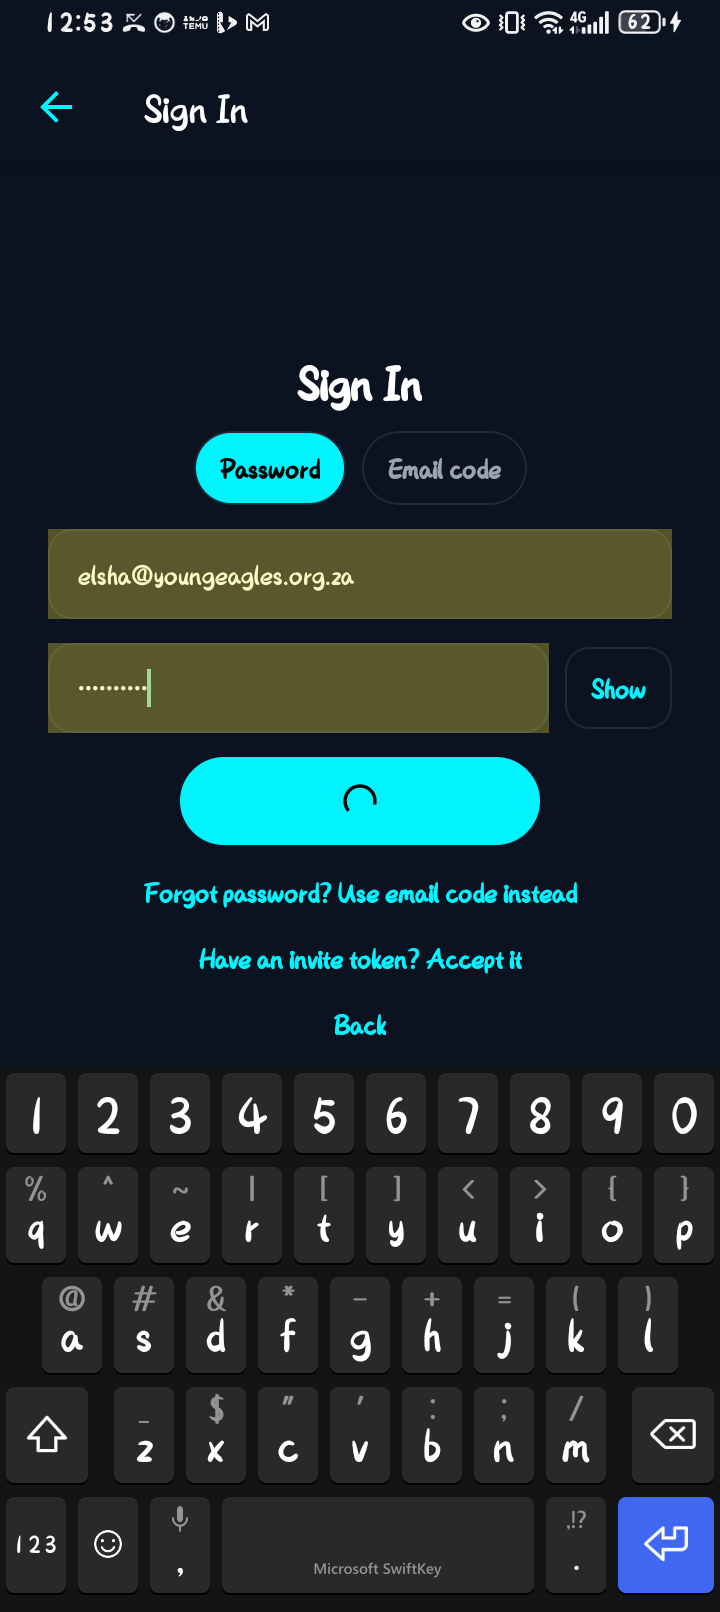 12:53 TEMU 4G 62
Sign In
Sign In
Password Email code
elsha@youngeagles.org.za
•••••••••• Show
Forgot password? Use email code instead
Have an invite token? Accept it
Back
1 2 3 4 5 6 7 8 9 0
% ^ ~ | [ ] < > { }
q w e r t y u i o p
@ # & * - + = ( )
a s d f g h j k l
_ $ " ' : ; /
z x c v b n m
,!?
123 , Microsoft SwiftKey .